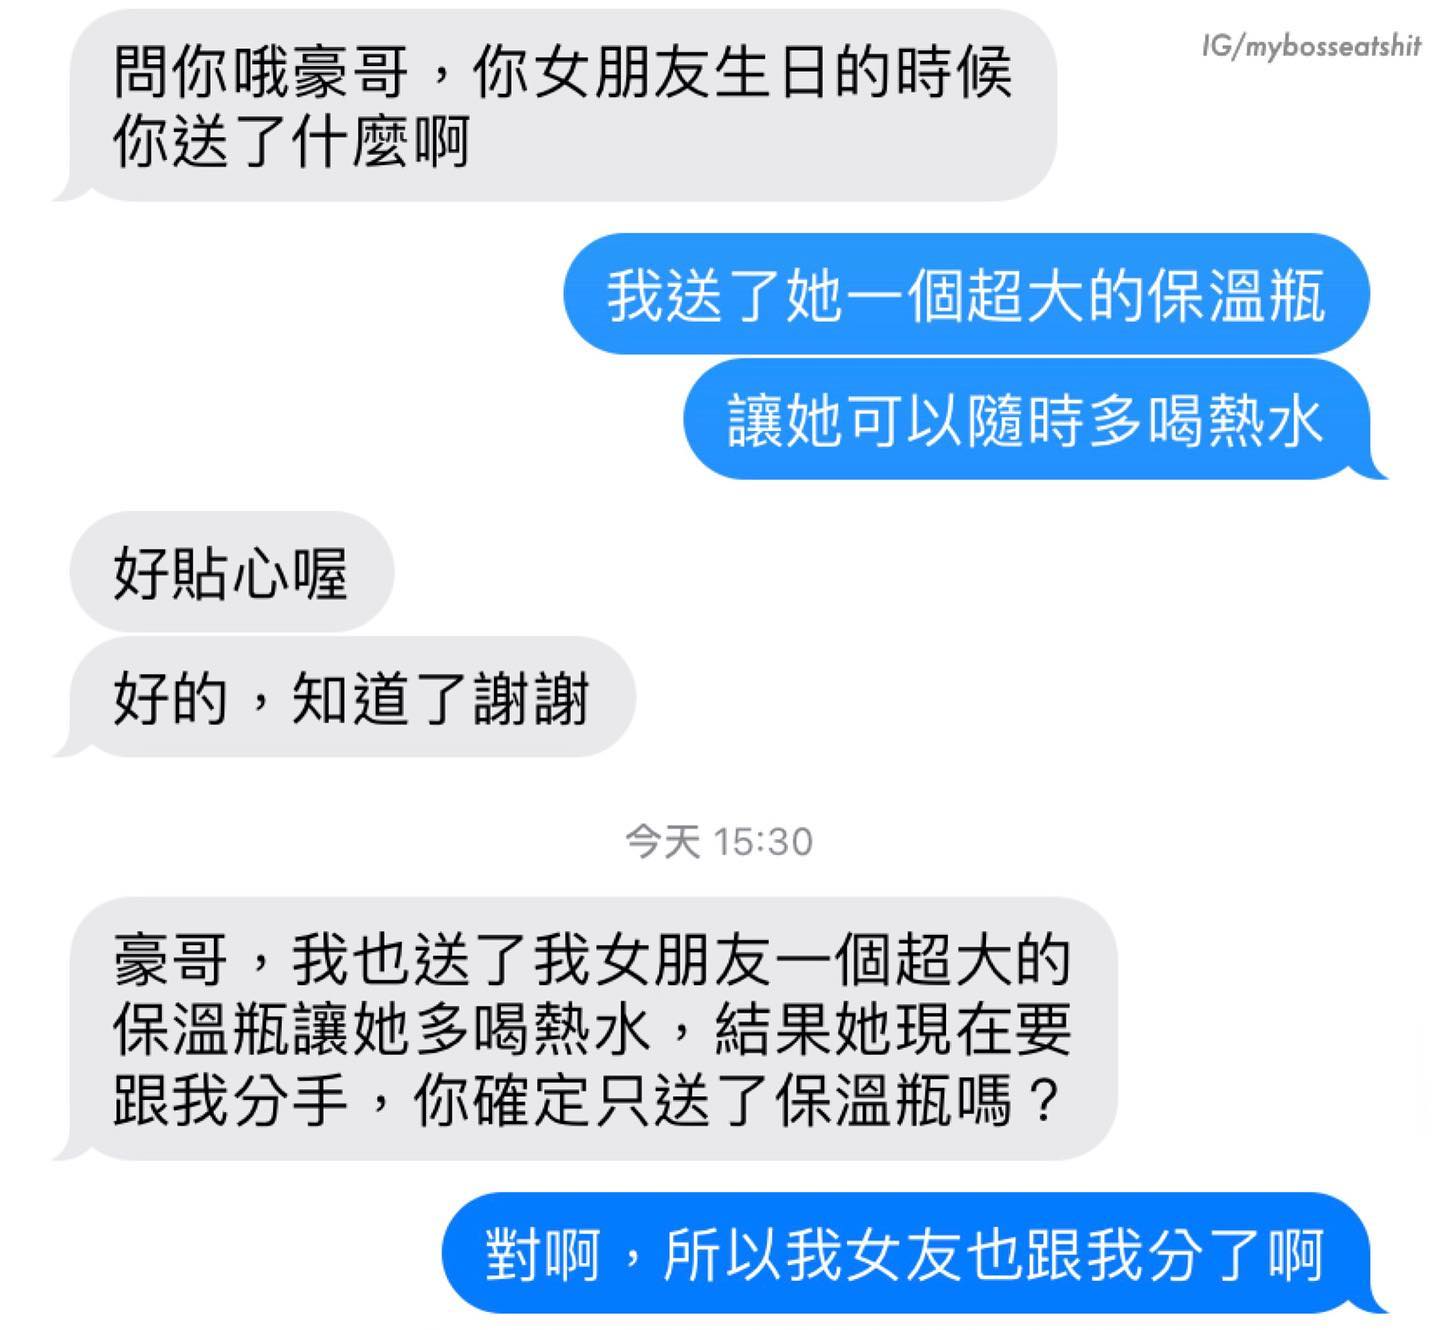 IG/mybosseatshit
問你哦豪哥，你女朋友生日的時候
你送了什麼啊
我送了她一個超大的保溫瓶
讓她可以隨時多喝熱水
好貼心喔
好的，知道了謝謝
今天 15:30
豪哥，我也送了我女朋友一個超大的
保溫瓶讓她多喝熱水，結果她現在要
跟我分手，你確定只送了保溫瓶嗎？
對啊，所以我女友也跟我分了啊